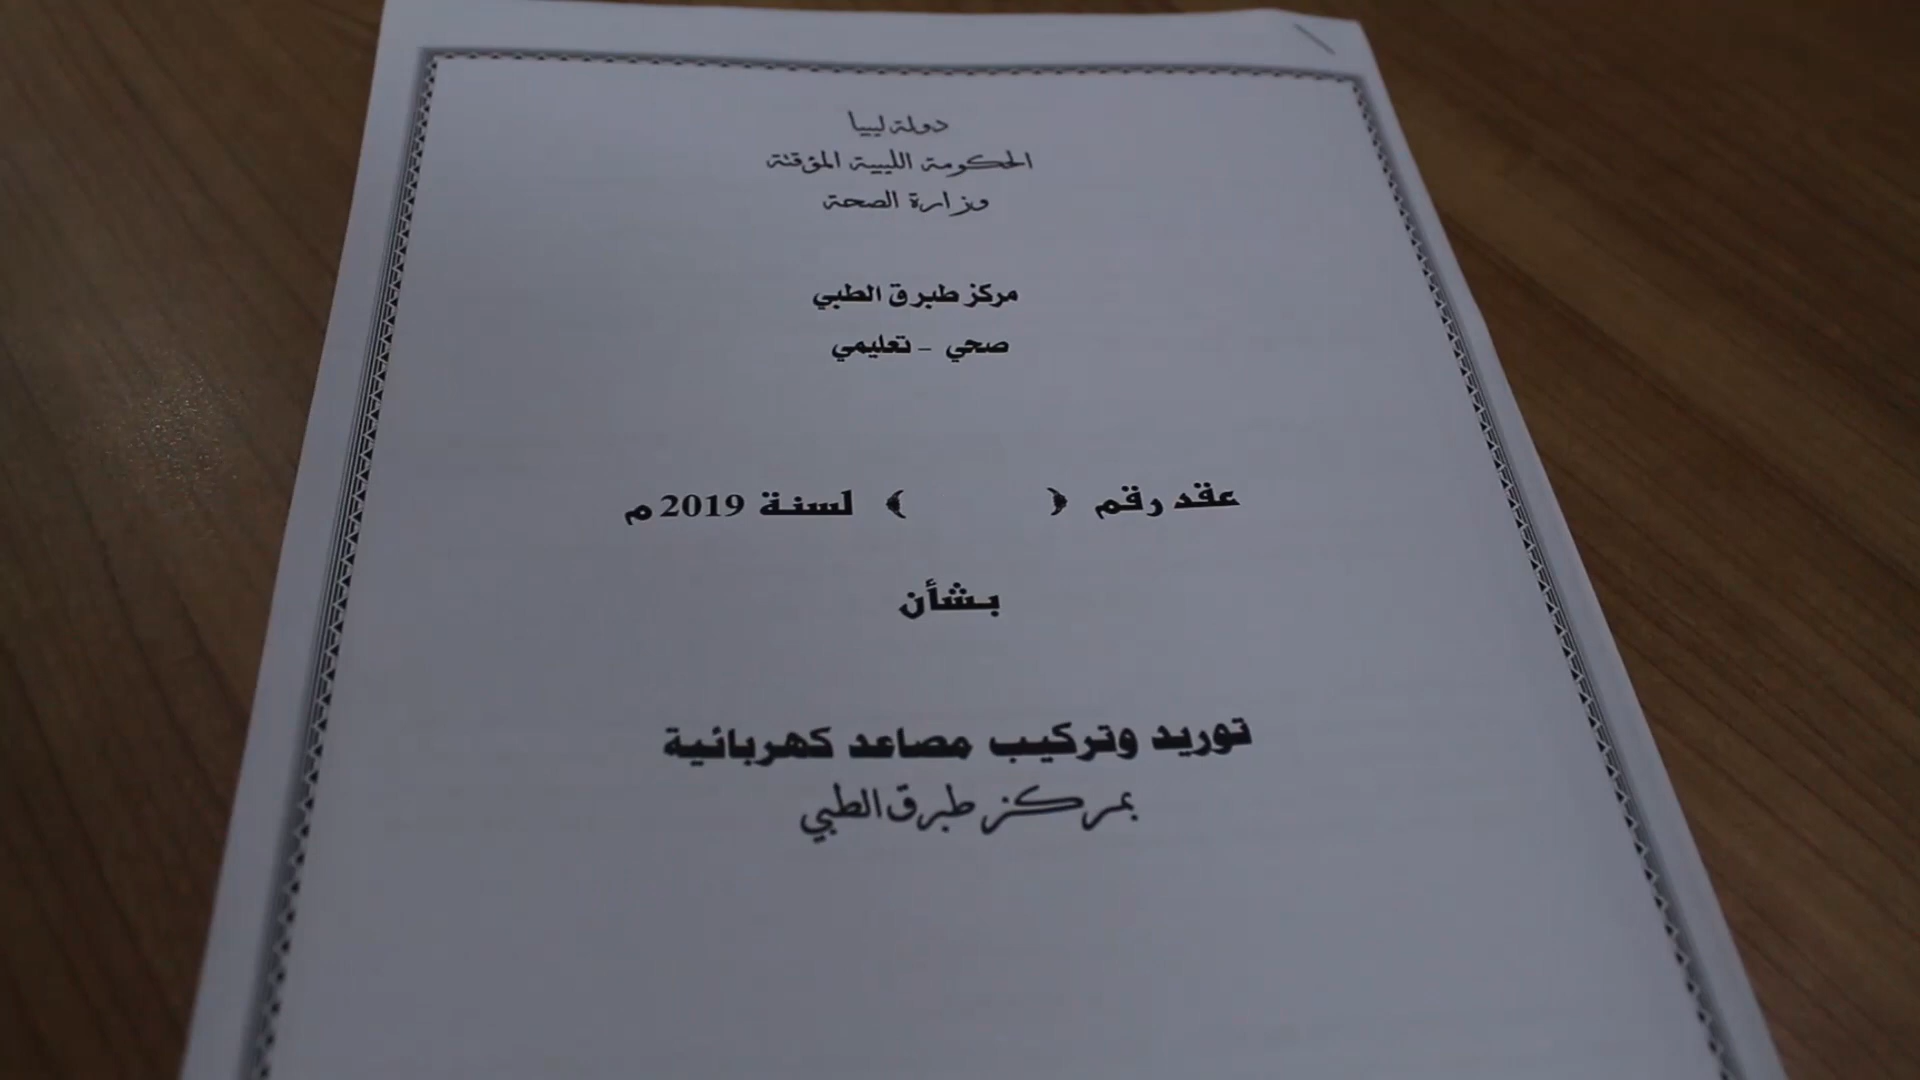 دولة ليبيا
الحكومة الليبية المؤقتة
وزارة الصحة
مركز طبرق الطبي
صحي - تعليمي
عقد رقم ( ) لسنة 2019 م
بشأن
توريد وتركيب مصاعد كهربائية
بمركز طبرق الطبي